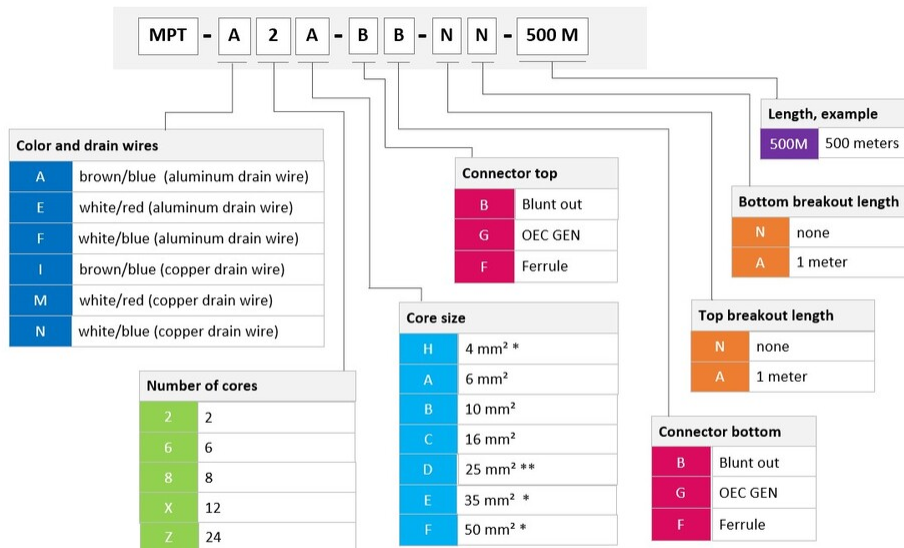 MPT - A 2 A - B B - N N - 500 M
Length, example
500M 500 meters
Color and drain wires
A brown/blue (aluminum drain wire)
E white/red (aluminum drain wire)
F white/blue (aluminum drain wire)
I brown/blue (copper drain wire)
M white/red (copper drain wire)
N white/blue (copper drain wire)
Connector top
B Blunt out
G OEC GEN
F Ferrule
Bottom breakout length
N none
A 1 meter
Top breakout length
N none
A 1 meter
Core size
H 4 mm² *
A 6 mm²
B 10 mm²
C 16 mm²
D 25 mm² **
E 35 mm² *
F 50 mm² *
Number of cores
2 2
6 6
8 8
X 12
Z 24
Connector bottom
B Blunt out
G OEC GEN
F Ferrule